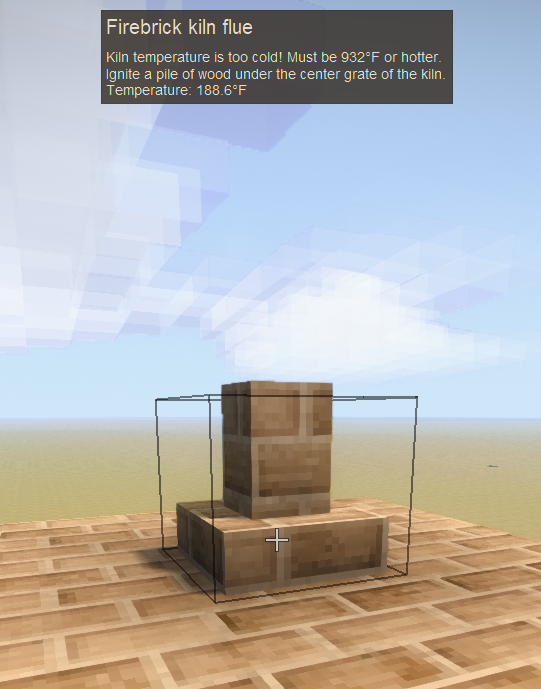 Firebrick kiln flue
Kiln temperature is too cold! Must be 932°F or hotter.
Ignite a pile of wood under the center grate of the kiln.
Temperature: 188.6°F